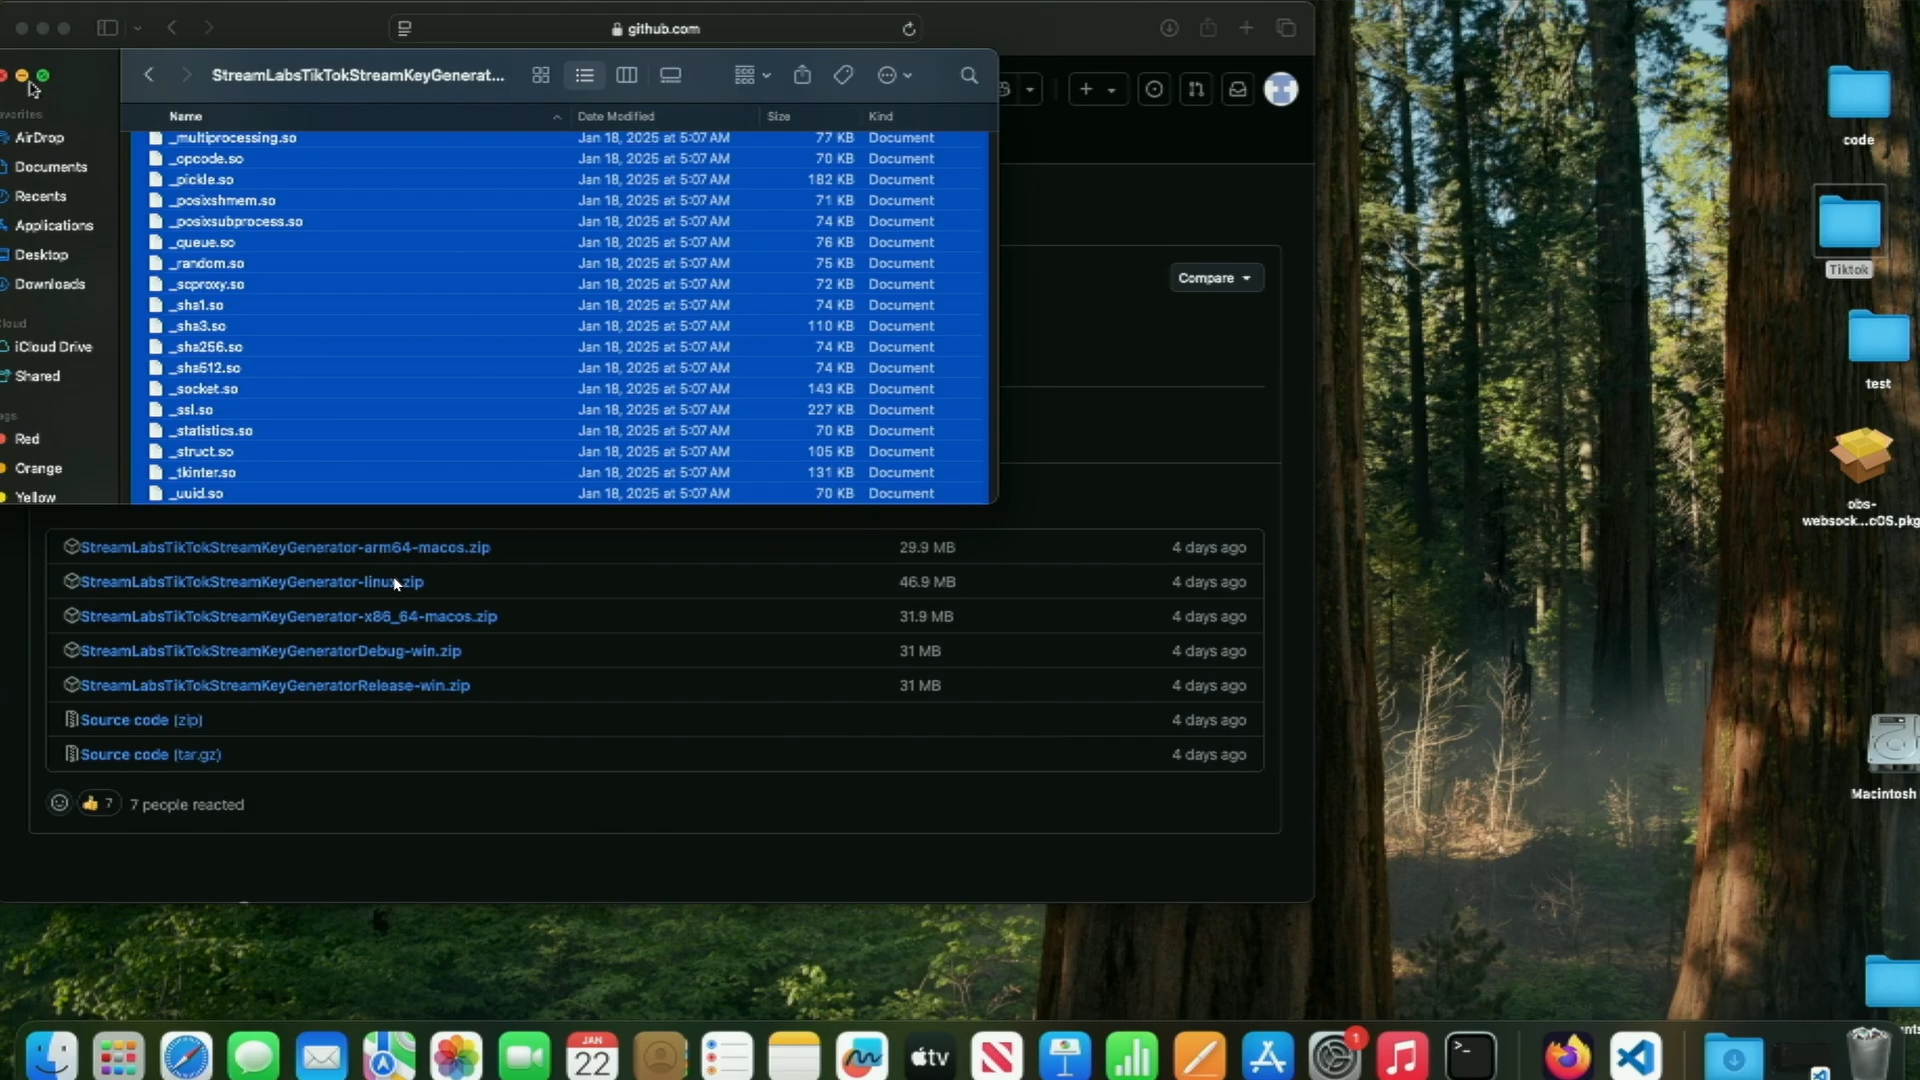 github.com
StreamLabsTikTokStreamKeyGenerat...
Name Date Modified Size Kind
_multiprocessing.so Jan 18, 2025 at 5:07 AM 77 KB Document
_opcode.so Jan 18, 2025 at 5:07 AM 70 KB Document
_pickle.so Jan 18, 2025 at 5:07 AM 182 KB Document
_posixshmem.so Jan 18, 2025 at 5:07 AM 71 KB Document
_posixsubprocess.so Jan 18, 2025 at 5:07 AM 74 KB Document
_queue.so Jan 18, 2025 at 5:07 AM 76 KB Document
_random.so Jan 18, 2025 at 5:07 AM 75 KB Document
_scproxy.so Jan 18, 2025 at 5:07 AM 72 KB Document
_sha1.so Jan 18, 2025 at 5:07 AM 74 KB Document
_sha3.so Jan 18, 2025 at 5:07 AM 110 KB Document
_sha256.so Jan 18, 2025 at 5:07 AM 74 KB Document
_sha512.so Jan 18, 2025 at 5:07 AM 74 KB Document
_socket.so Jan 18, 2025 at 5:07 AM 143 KB Document
_ssl.so Jan 18, 2025 at 5:07 AM 227 KB Document
_statistics.so Jan 18, 2025 at 5:07 AM 70 KB Document
_struct.so Jan 18, 2025 at 5:07 AM 105 KB Document
_tkinter.so Jan 18, 2025 at 5:07 AM 131 KB Document
_uuid.so Jan 18, 2025 at 5:07 AM 70 KB Document
avorites
AirDrop
Documents
Recents
Applications
Desktop
Downloads
Cloud
iCloud Drive
Shared
ags
Red
Orange
Yellow
Compare
StreamLabsTikTokStreamKeyGenerator-arm64-macos.zip 29.9 MB 4 days ago
StreamLabsTikTokStreamKeyGenerator-linux.zip 46.9 MB 4 days ago
StreamLabsTikTokStreamKeyGenerator-x86_64-macos.zip 31.9 MB 4 days ago
StreamLabsTikTokStreamKeyGeneratorDebug-win.zip 31 MB 4 days ago
StreamLabsTikTokStreamKeyGeneratorRelease-win.zip 31 MB 4 days ago
Source code (zip) 4 days ago
Source code (tar.gz) 4 days ago
7 7 people reacted
code
Tiktok
test
obs-
websock...cOS.pkg
Macintosh
JAN
22
tv
1
>_